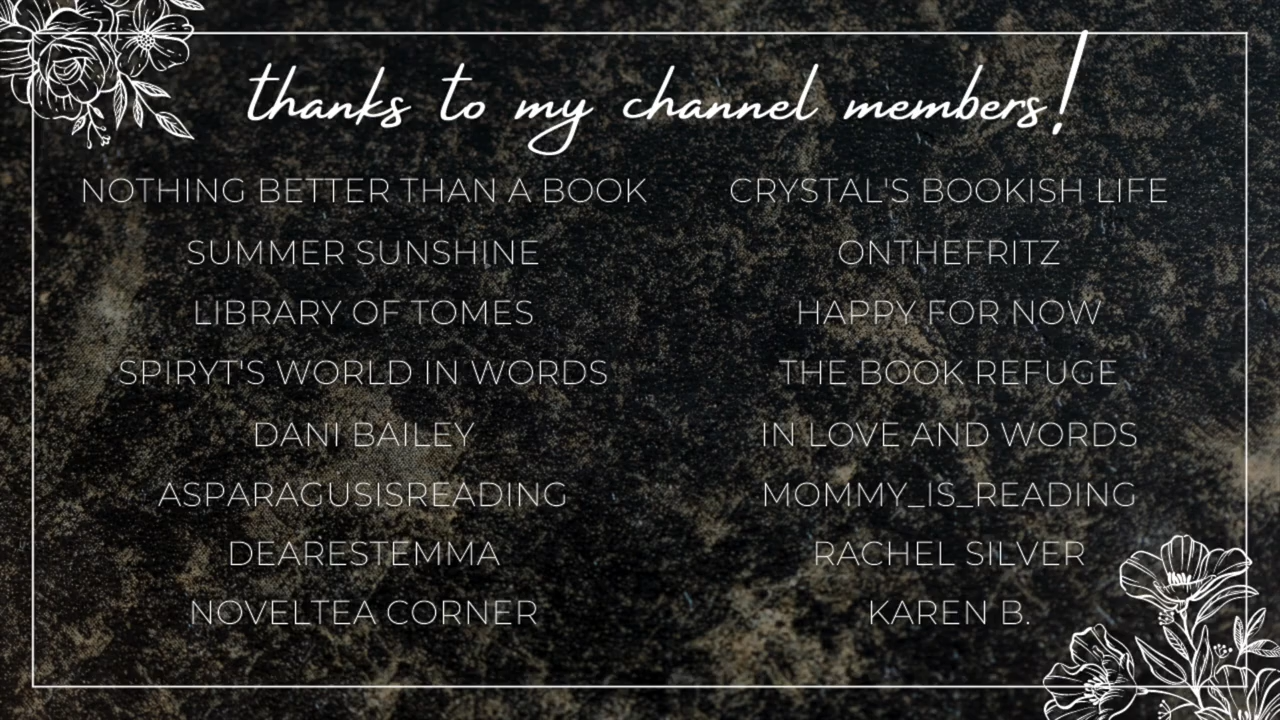 thanks to my channel members!
NOTHING BETTER THAN A BOOK
SUMMER SUNSHINE
LIBRARY OF TOMES
SPIRYT'S WORLD IN WORDS
DANI BAILEY
ASPARAGUSISREADING
DEARESTEMMA
NOVELTEA CORNER
CRYSTAL'S BOOKISH LIFE
ONTHEFRITZ
HAPPY FOR NOW
THE BOOK REFUGE
IN LOVE AND WORDS
MOMMY_IS_READING
RACHEL SILVER
KAREN B.